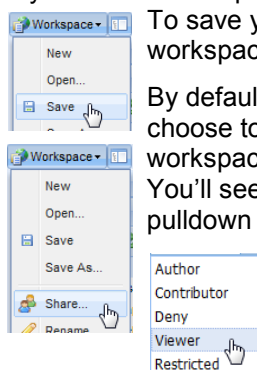 Workspace
New
Open...
Save
To save
workspac
By defaul
choose to
workspac
You'll see
pulldown
Workspace
New
Open...
Save
Save As...
Share...
Rename
Author
Contributor
Deny
Viewer
Restricted